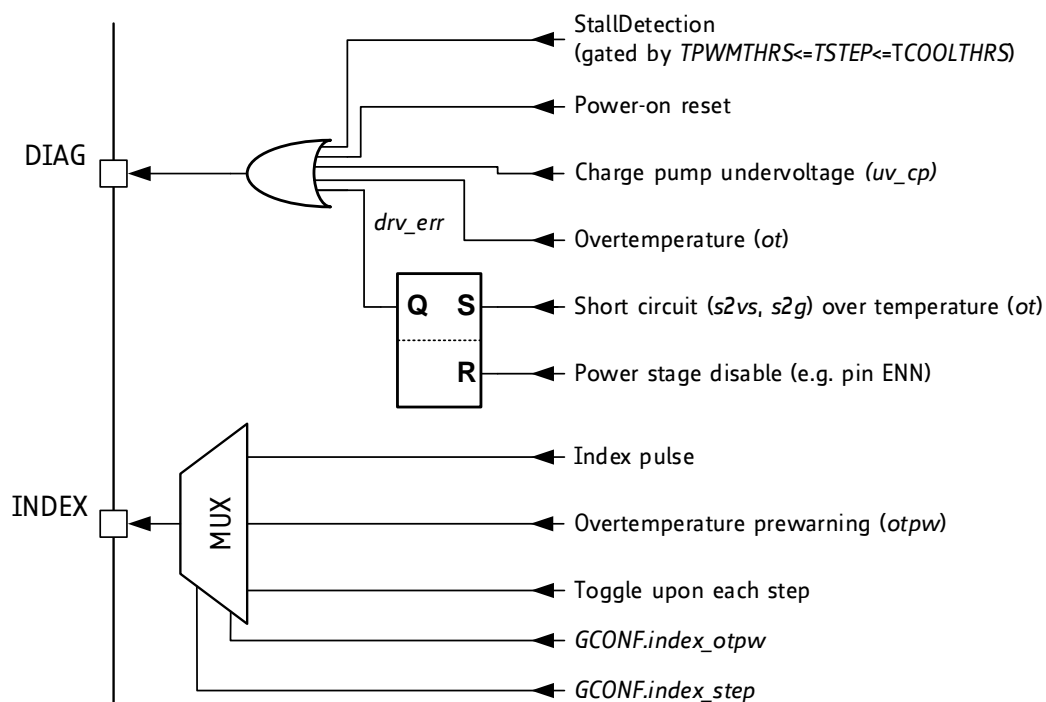 StallDetection
(gated by TPWMTHRS<=TSTEP<=TCOOLTHRS)
Power-on reset
DIAG
Charge pump undervoltage (uv_cp)
drv_err
Overtemperature (ot)
Q S
Short circuit (s2vs, s2g) over temperature (ot)
R
Power stage disable (e.g. pin ENN)
Index pulse
INDEX
MUX
Overtemperature prewarning (otpw)
Toggle upon each step
GCONF.index_otpw
GCONF.index_step